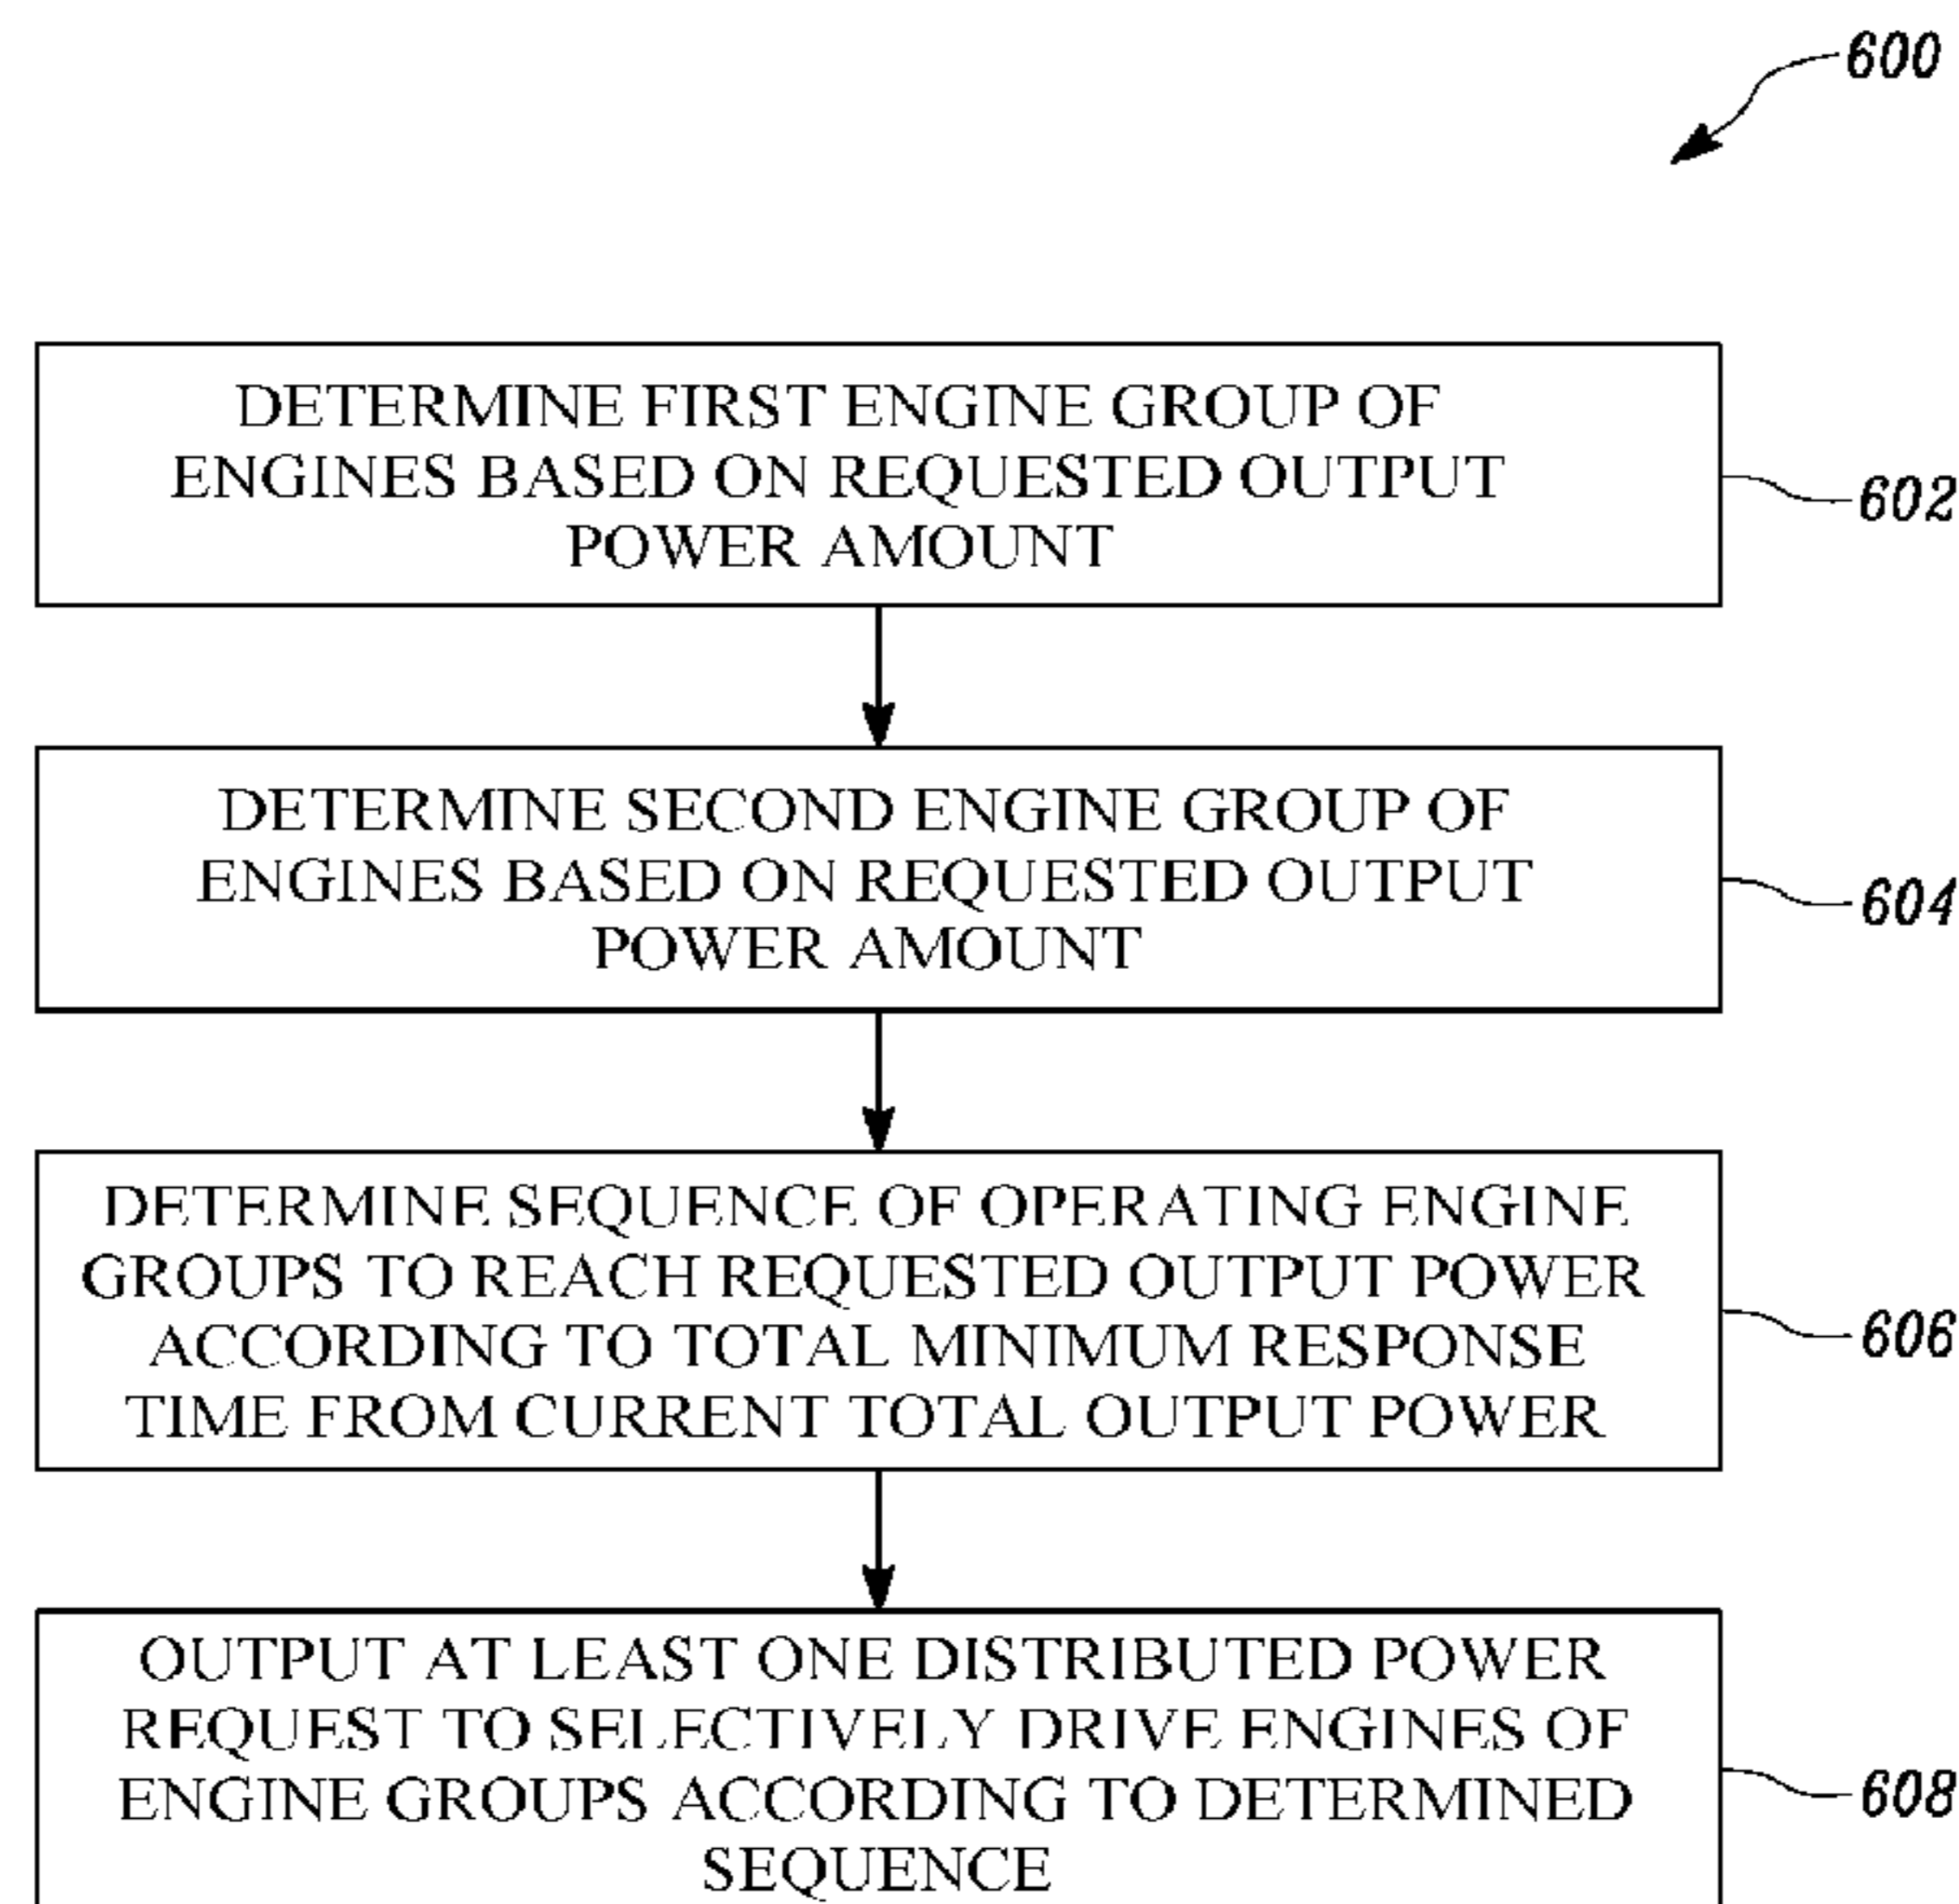 600
DETERMINE FIRST ENGINE GROUP OF
ENGINES BASED ON REQUESTED OUTPUT
POWER AMOUNT
602
DETERMINE SECOND ENGINE GROUP OF
ENGINES BASED ON REQUESTED OUTPUT
POWER AMOUNT
604
DETERMINE SEQUENCE OF OPERATING ENGINE
GROUPS TO REACH REQUESTED OUTPUT POWER
ACCORDING TO TOTAL MINIMUM RESPONSE
TIME FROM CURRENT TOTAL OUTPUT POWER
606
OUTPUT AT LEAST ONE DISTRIBUTED POWER
REQUEST TO SELECTIVELY DRIVE ENGINES OF
ENGINE GROUPS ACCORDING TO DETERMINED
SEQUENCE
608